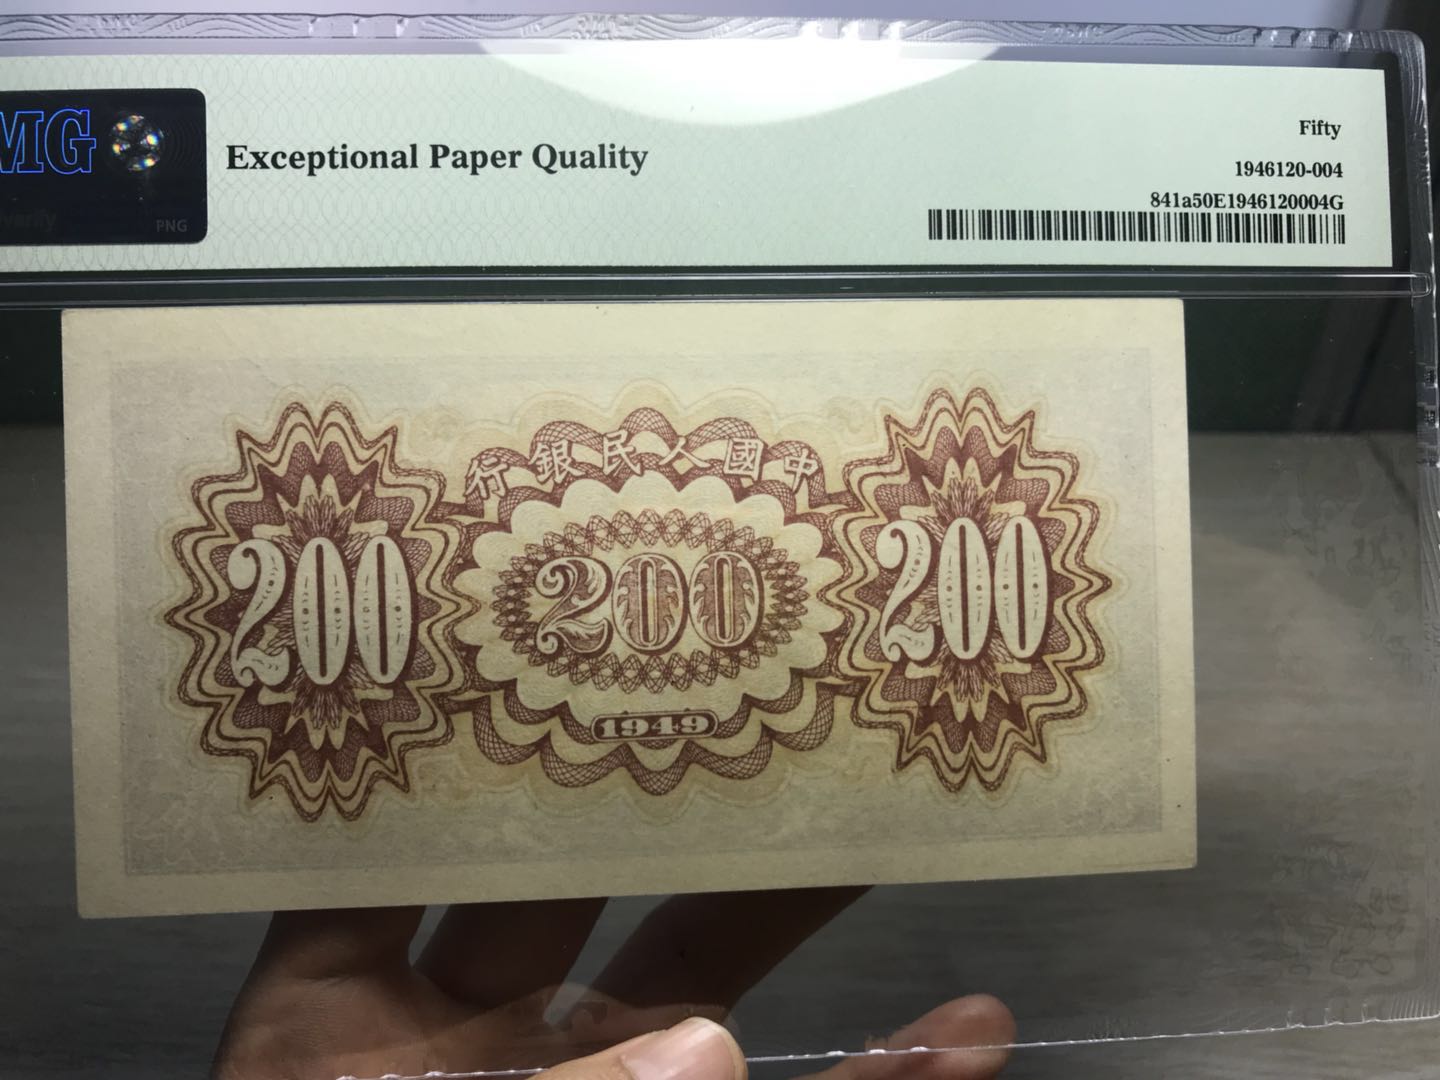 MG
PNG
Exceptional Paper Quality
Fifty
1946120-004
841a50E1946120004G
行銀民人國中
200
200
200
1949